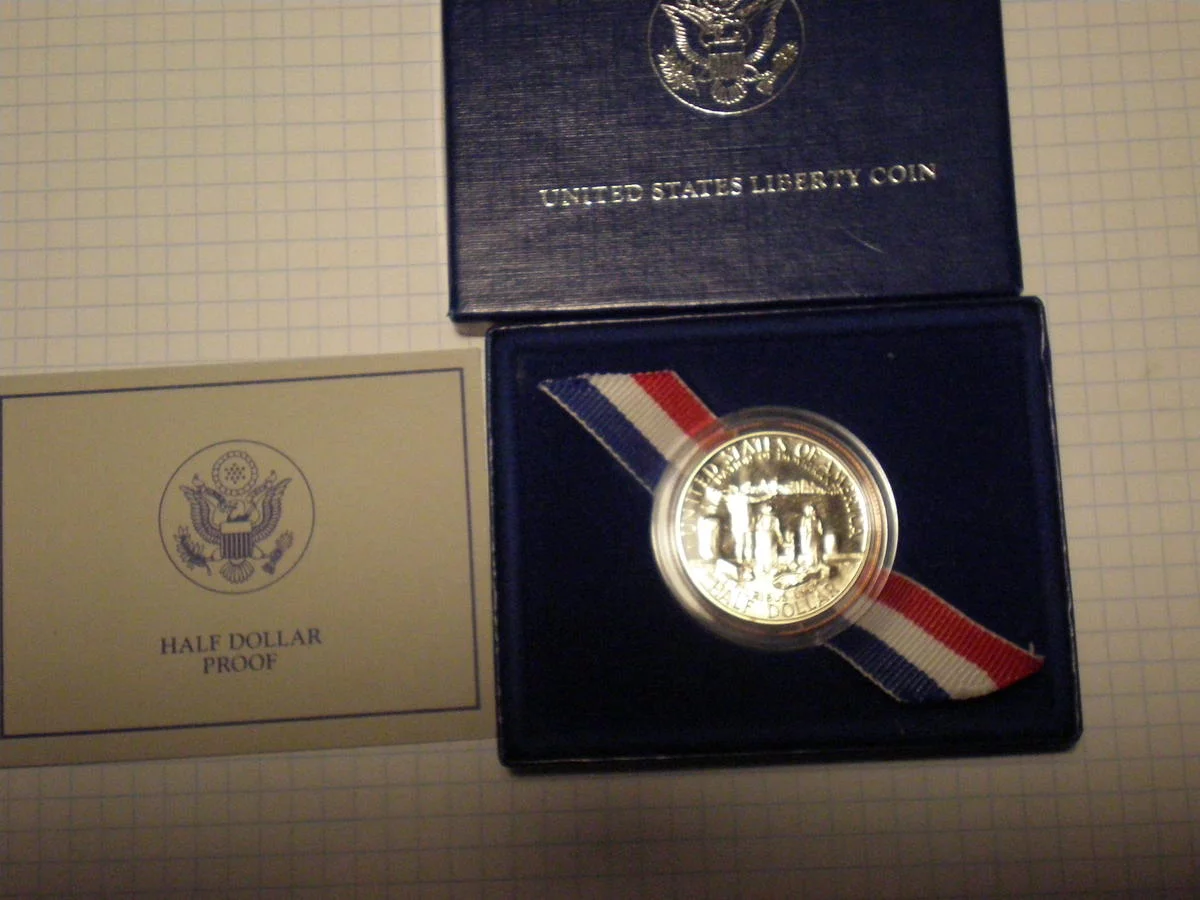 UNITED STATES LIBERTY COIN
HALF DOLLAR
PROOF
UNITED STATES OF AMERICA
HALF DOLLAR